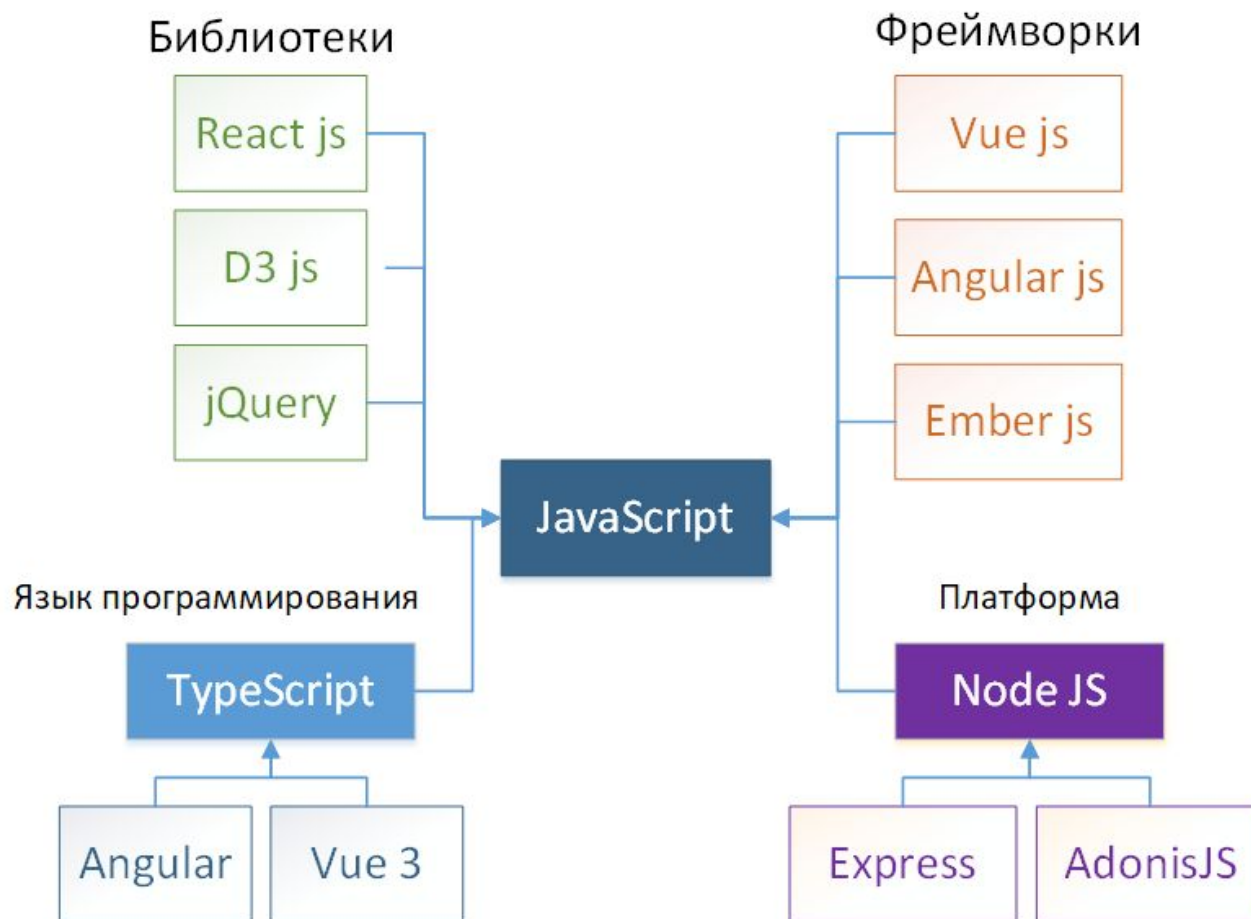 Библиотеки
Фреймворки
React js
Vue js
D3 js
Angular js
jQuery
Ember js
JavaScript
Язык программирования
Платформа
TypeScript
Node JS
Angular
Vue 3
Express
AdonisJS